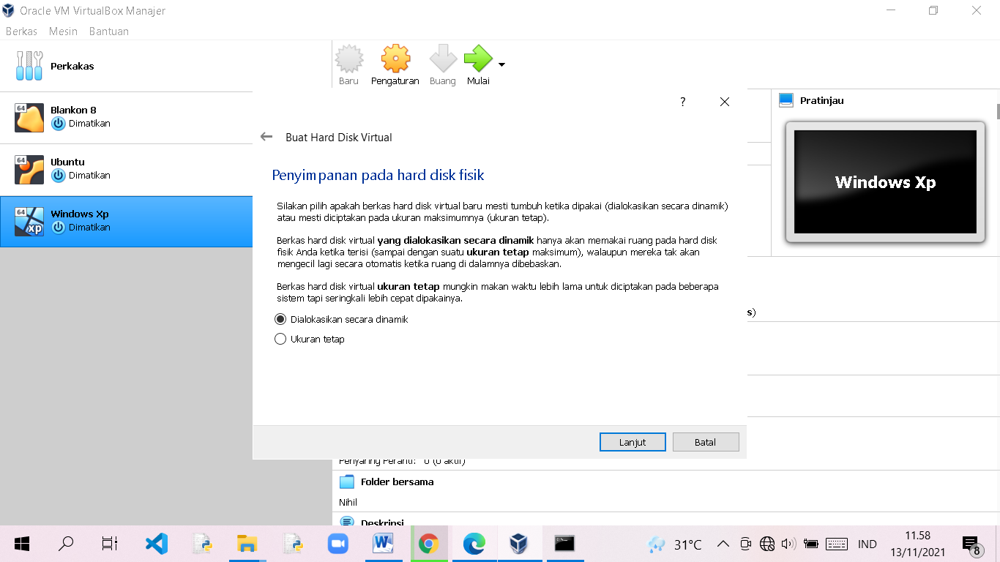 Oracle VM VirtualBox Manajer
Berkas Mesin Bantuan
Perkakas
Baru Pengaturan Buang Mulai
64
Blankon 8
Dimatikan
64
Ubuntu
Dimatikan
64
xp
Windows Xp
Dimatikan
?
Buat Hard Disk Virtual
Penyimpanan pada hard disk fisik
Silakan pilih apakah berkas hard disk virtual baru mesti tumbuh ketika dipakai (dialokasikan secara dinamik)
atau mesti diciptakan pada ukuran maksimumnya (ukuran tetap).
Berkas hard disk virtual yang dialokasikan secara dinamik hanya akan memakai ruang pada hard disk
fisik Anda ketika terisi (sampai dengan suatu ukuran tetap maksimum), walaupun mereka tak akan
mengecil lagi secara otomatis ketika ruang di dalamnya dibebaskan.
Berkas hard disk virtual ukuran tetap mungkin makan waktu lebih lama untuk diciptakan pada beberapa
sistem tapi seringkali lebih cepat dipakainya.
Dialokasikan secara dinamik
Ukuran tetap
Lanjut Batal
Pratinjau
Windows Xp
s)
Penyaring Peranti: 0 (0 aktif)
Folder bersama
Nihil
Deskripsi
W
31°C
IND
11.58
13/11/2021
8